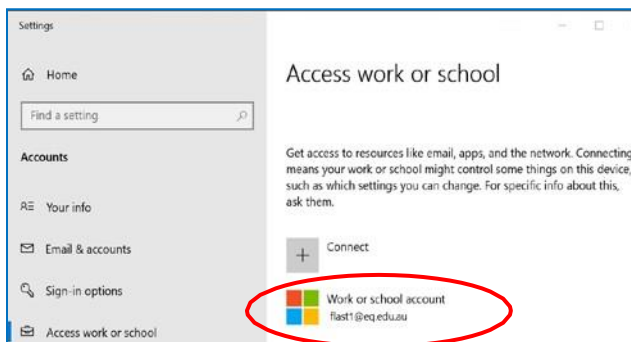 Settings
Home
Find a setting
Accounts
Your info
Email & accounts
Sign-in options
Access work or school
Access work or school
Get access to resources like email, apps, and the network. Connecting
means your work or school might control some things on this device,
such as which settings you can change. For specific info about this,
ask them.
Connect
Work or school account
flast1@eq.edu.au